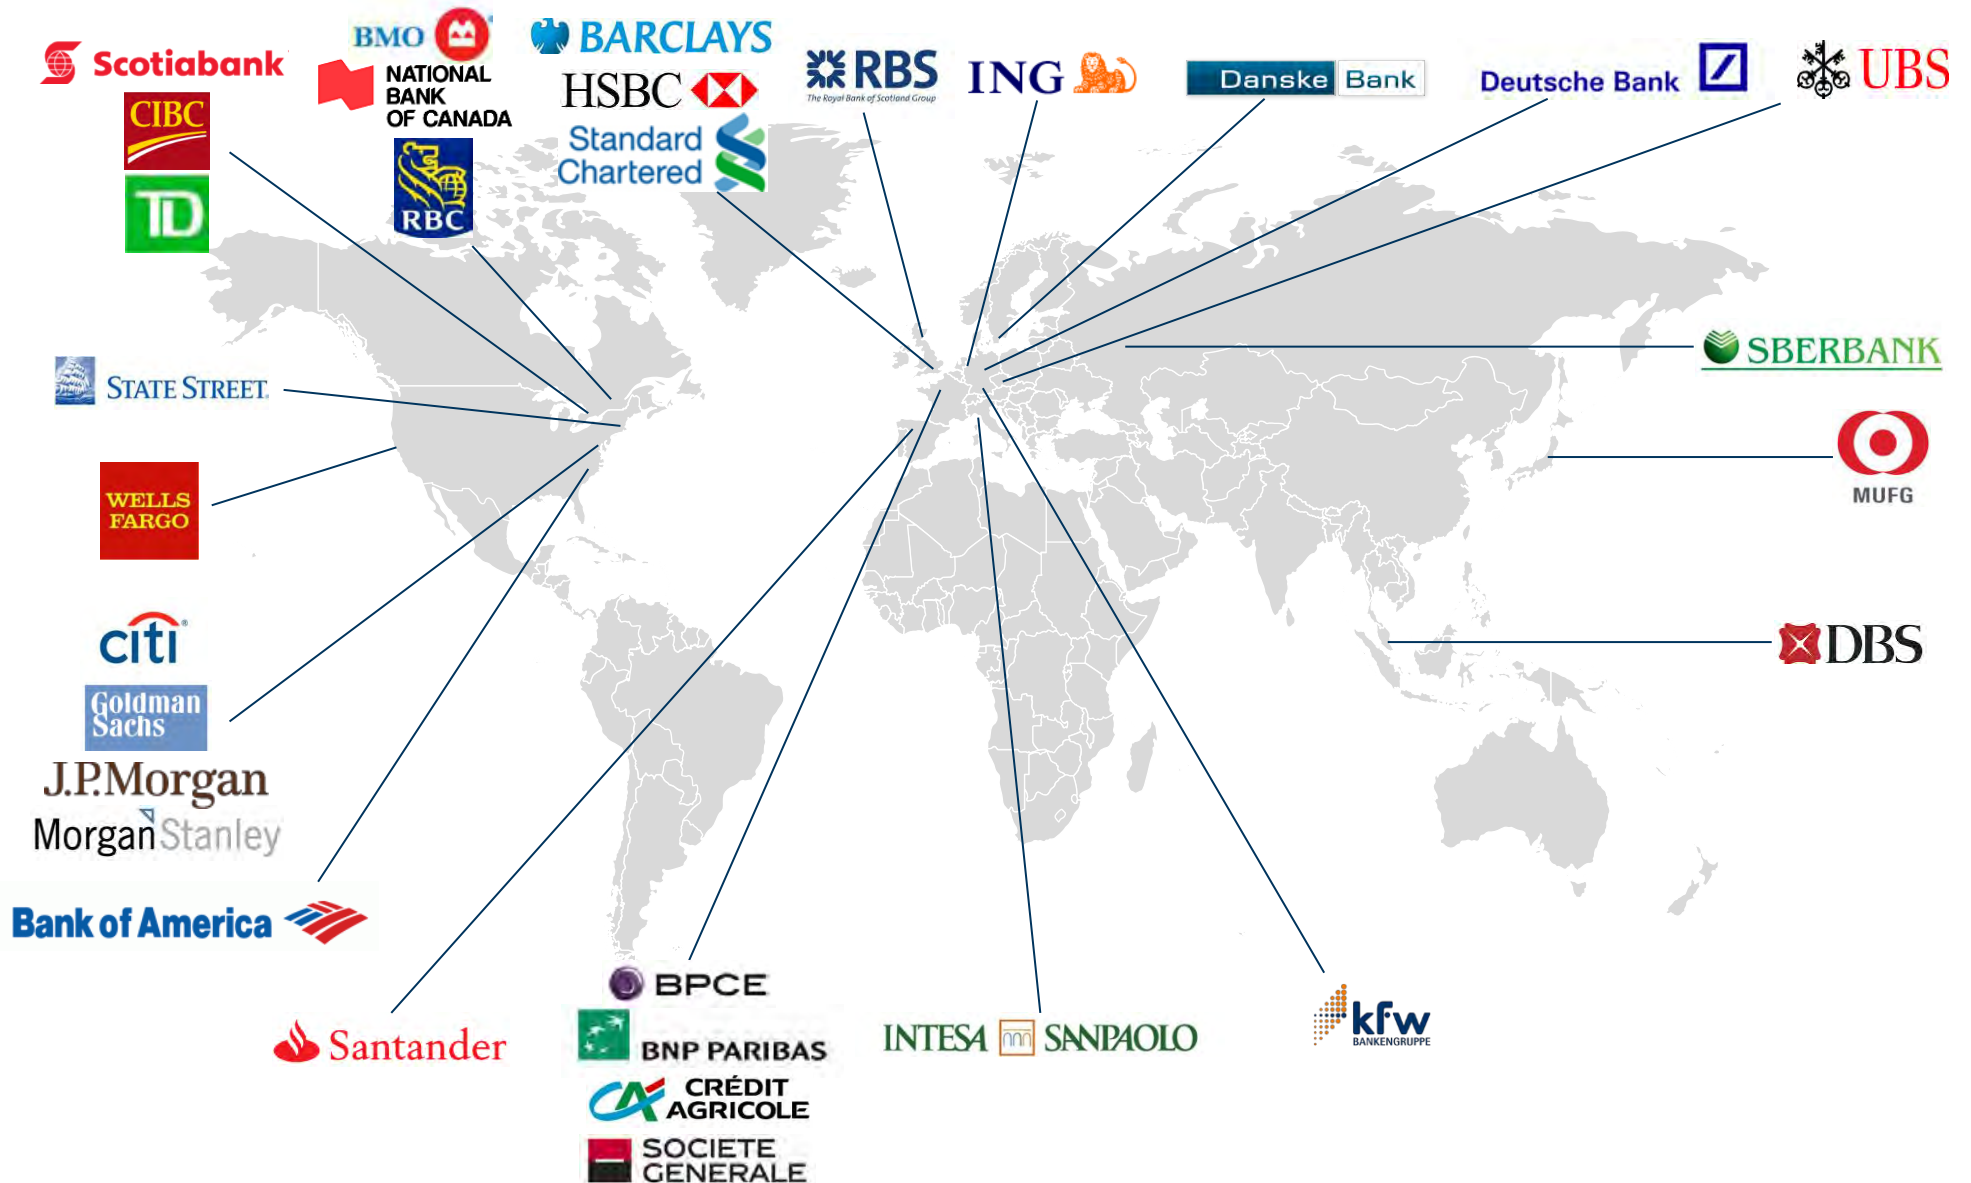 Scotiabank
CIBC
TD
BMO
NATIONAL
BANK
OF CANADA
RBC
BARCLAYS
HSBC
Standard
Chartered
RBS
The Royal Bank of Scotland Group
ING
Danske Bank
Deutsche Bank
UBS
STATE STREET.
WELLS
FARGO
citi®
Goldman
Sachs
J.P.Morgan
Morgan Stanley
Bank of America
SBERBANK
MUFG
DBS
Santander
BPCE
BNP PARIBAS
CRÉDIT
AGRICOLE
SOCIETE
GENERALE
INTESA SANPAOLO
kfw
BANKENGRUPPE